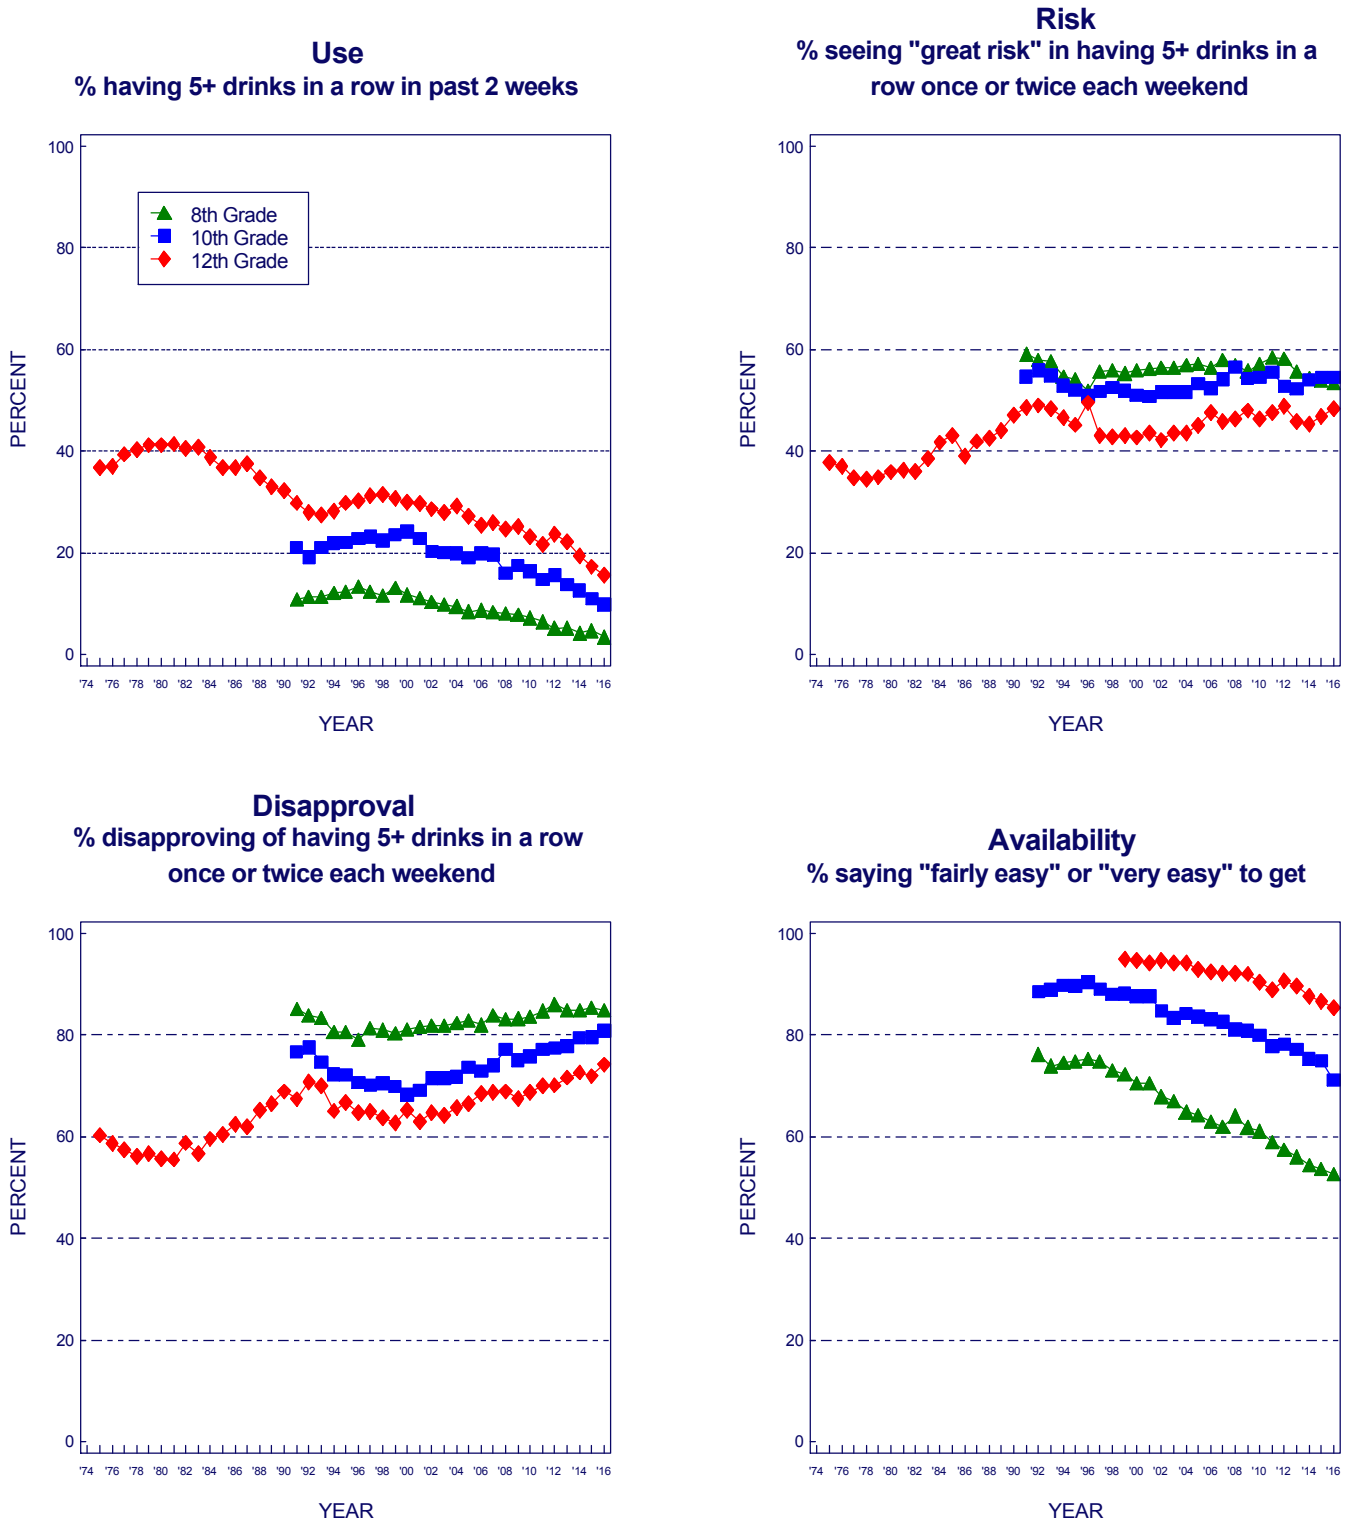 Use
% having 5+ drinks in a row in past 2 weeks
100
80
60
40
20
0
PERCENT
8th Grade
10th Grade
12th Grade
'74 '76 '78 '80 '82 '84 '86 '88 '90 '92 '94 '96 '98 '00 '02 '04 '06 '08 '10 '12 '14 '16
YEAR
Risk
% seeing "great risk" in having 5+ drinks in a
row once or twice each weekend
100
80
60
40
20
0
PERCENT
'74 '76 '78 '80 '82 '84 '86 '88 '90 '92 '94 '96 '98 '00 '02 '04 '06 '08 '10 '12 '14 '16
YEAR
Disapproval
% disapproving of having 5+ drinks in a row
once or twice each weekend
100
80
60
40
20
0
PERCENT
'74 '76 '78 '80 '82 '84 '86 '88 '90 '92 '94 '96 '98 '00 '02 '04 '06 '08 '10 '12 '14 '16
YEAR
Availability
% saying "fairly easy" or "very easy" to get
100
80
60
40
20
0
PERCENT
'74 '76 '78 '80 '82 '84 '86 '88 '90 '92 '94 '96 '98 '00 '02 '04 '06 '08 '10 '12 '14 '16
YEAR